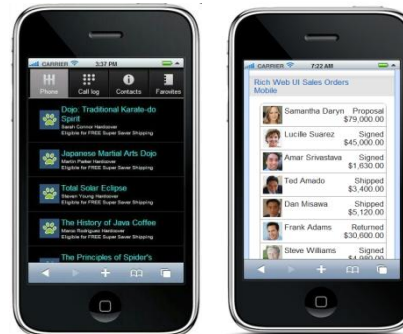 CARRIER 3:37 PM
Phone Call log Contacts Favorites
Dojo: Traditional Karate-do
Spirit
Sarah Connor Hardcover
Eligible for FREE Super Saver Shipping
Japanese Martial Arts Dojo
Martin Parker Hardcover
Eligible for FREE Super Saver Shipping
Total Solar Eclipse
Steven Young Hardcover
Eligible for FREE Super Saver Shipping
The History of Java Coffee
Marco Rodriguez Hardcover
Eligible for FREE Super Saver Shipping
The Principles of Spider's
CARRIER 7:22 AM
Rich Web UI Sales Orders
Mobile
Samantha Daryn Proposal
$79,000.00
Lucille Suarez Signed
$45,000.00
Amar Srivastava Signed
$1,630.00
Ted Amado Shipped
$3,400.00
Dan Misawa Shipped
$5,120.00
Frank Adams Returned
$30,600.00
Steve Williams Signed
$4,980.00